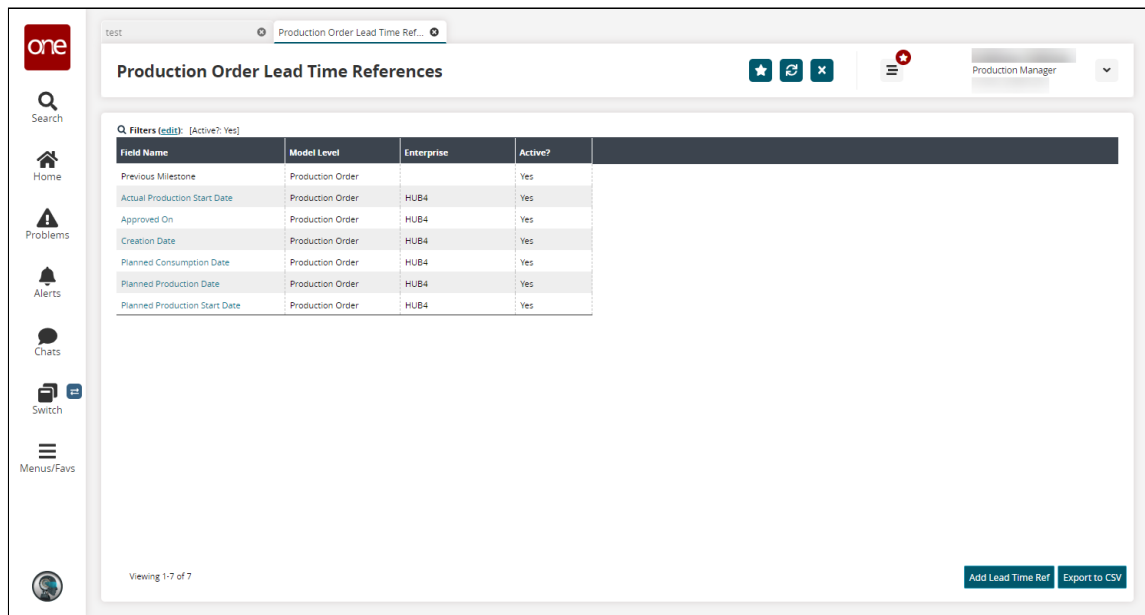 one
Search
Home
Problems
Alerts
Chats
Switch
Menus/Favs
test
Production Order Lead Time Ref...
Production Order Lead Time References
Production Manager
Filters (edit): [Active?: Yes]
Field Name Model Level Enterprise Active?
Previous Milestone Production Order Yes
Actual Production Start Date Production Order HUB4 Yes
Approved On Production Order HUB4 Yes
Creation Date Production Order HUB4 Yes
Planned Consumption Date Production Order HUB4 Yes
Planned Production Date Production Order HUB4 Yes
Planned Production Start Date Production Order HUB4 Yes
Viewing 1-7 of 7
Add Lead Time Ref Export to CSV